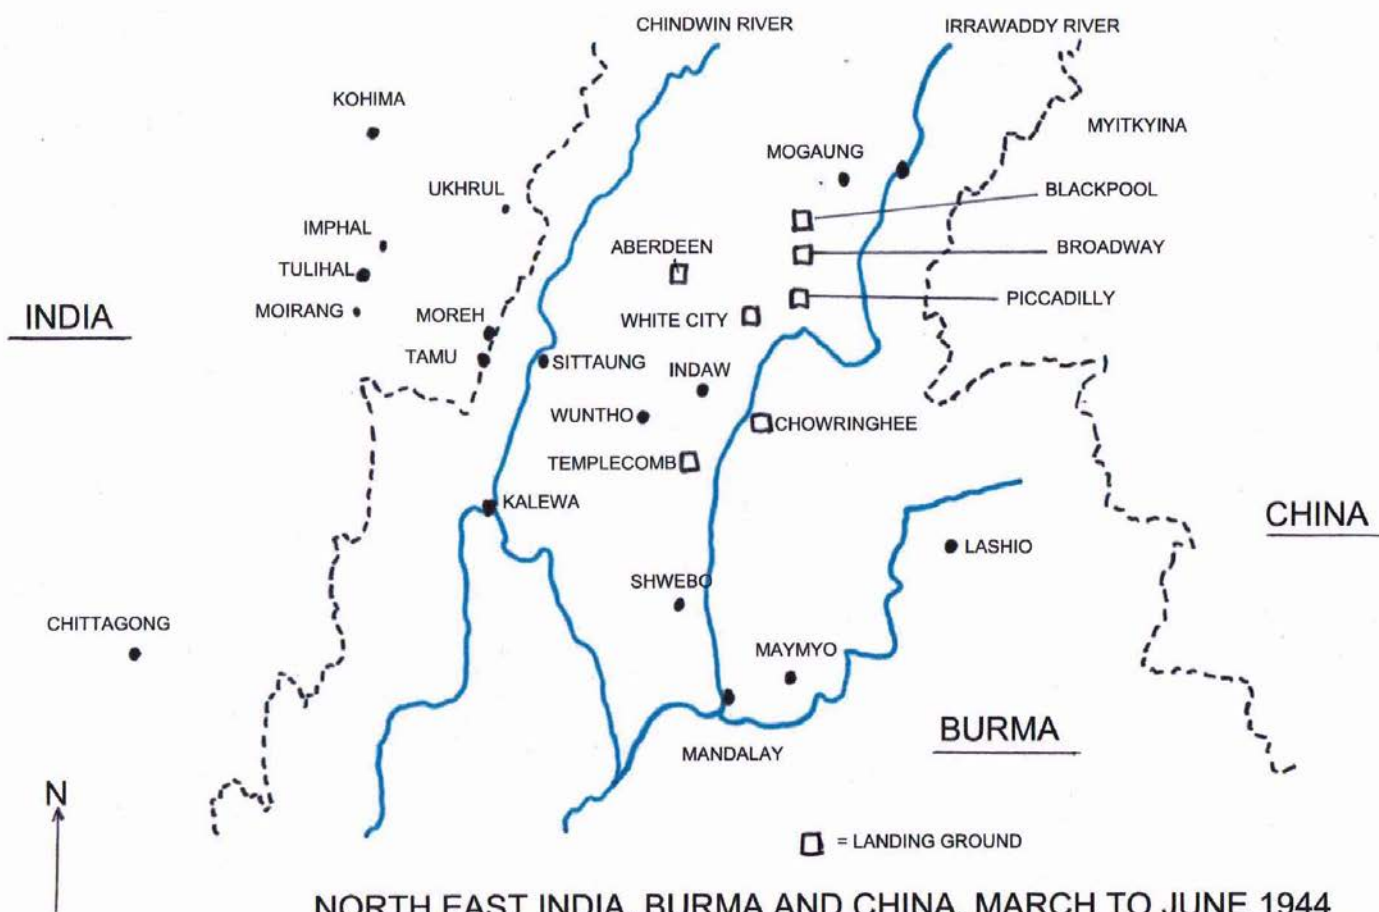 CHINDWIN RIVER
IRRAWADDY RIVER
KOHIMA
MYITKYINA
MOGAUNG
UKHRUL
BLACKPOOL
IMPHAL
ABERDEEN
BROADWAY
TULIHAL
MOIRANG
MOREH
WHITE CITY
PICCADILLY
INDIA
TAMU
SITTAUNG
INDAW
WUNTHO
CHOWRINGHEE
TEMPLECOMB
KALEWA
CHINA
LASHIO
SHWEBO
CHITTAGONG
MAYMYO
BURMA
MANDALAY
N
= LANDING GROUND
NORTH EAST INDIA, BURMA AND CHINA, MARCH TO JUNE 1944